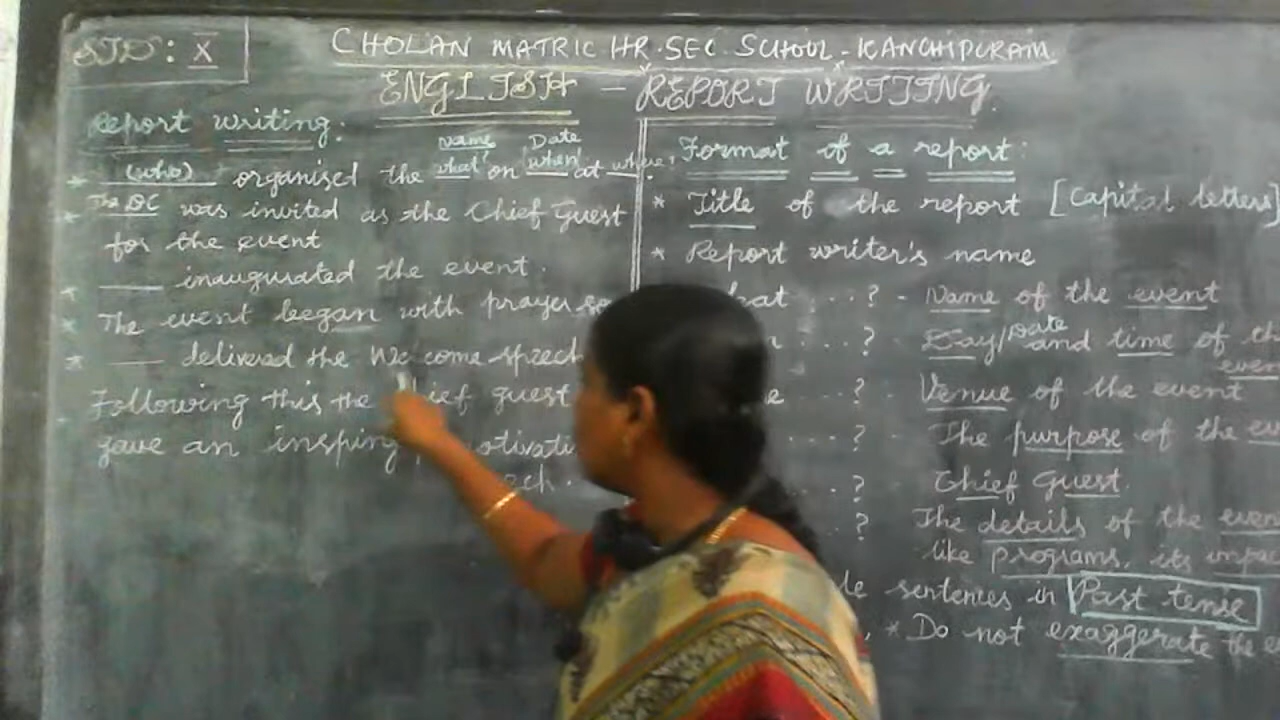 STD : X
CHOLAN MATRIC HR.SEC SCHOOL - KANCHIPURAM
ENGLISH - REPORT WRITING.
Report writing:
Name Date
* (who) organised the what on when at where?
* The DC was invited as the Chief Guest
for the event
* ___ inaugurated the event.
* The event began with prayer
* ___ delivered the Welcome speech
Following this the guest
gave an inspiring
Format of a report:
* Title of the report [Capital letters]
* Report writer's name
...? - Name of the event
...? - Day/Date and time of the
event
...? - Venue of the event
...? - The purpose of the
...? Chief Guest.
? The details of the
like programs, its
sentences in Past tense
* Do not exaggerate the